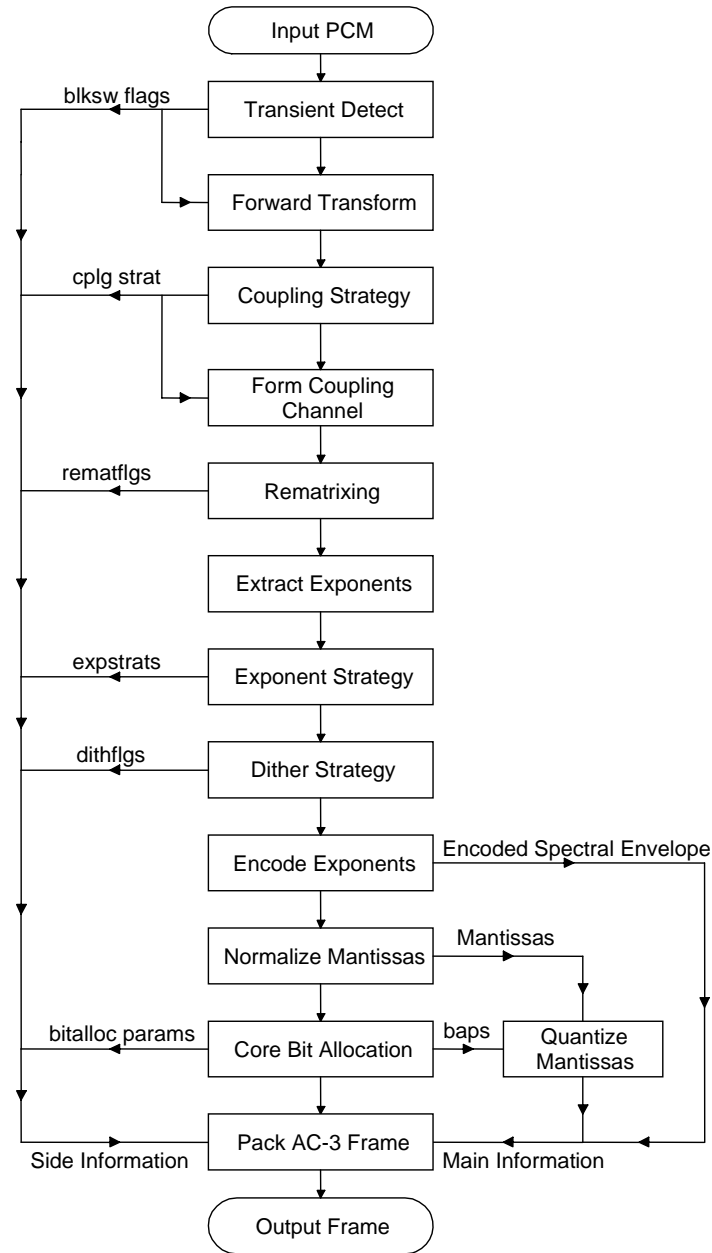 Input PCM
blksw flags
Transient Detect
Forward Transform
cplg strat
Coupling Strategy
Form Coupling
Channel
rematflgs
Rematrixing
Extract Exponents
expstrats
Exponent Strategy
dithflgs
Dither Strategy
Encode Exponents
Encoded Spectral Envelope
Normalize Mantissas
Mantissas
bitalloc params
Core Bit Allocation
baps
Quantize
Mantissas
Pack AC-3 Frame
Side Information
Main Information
Output Frame